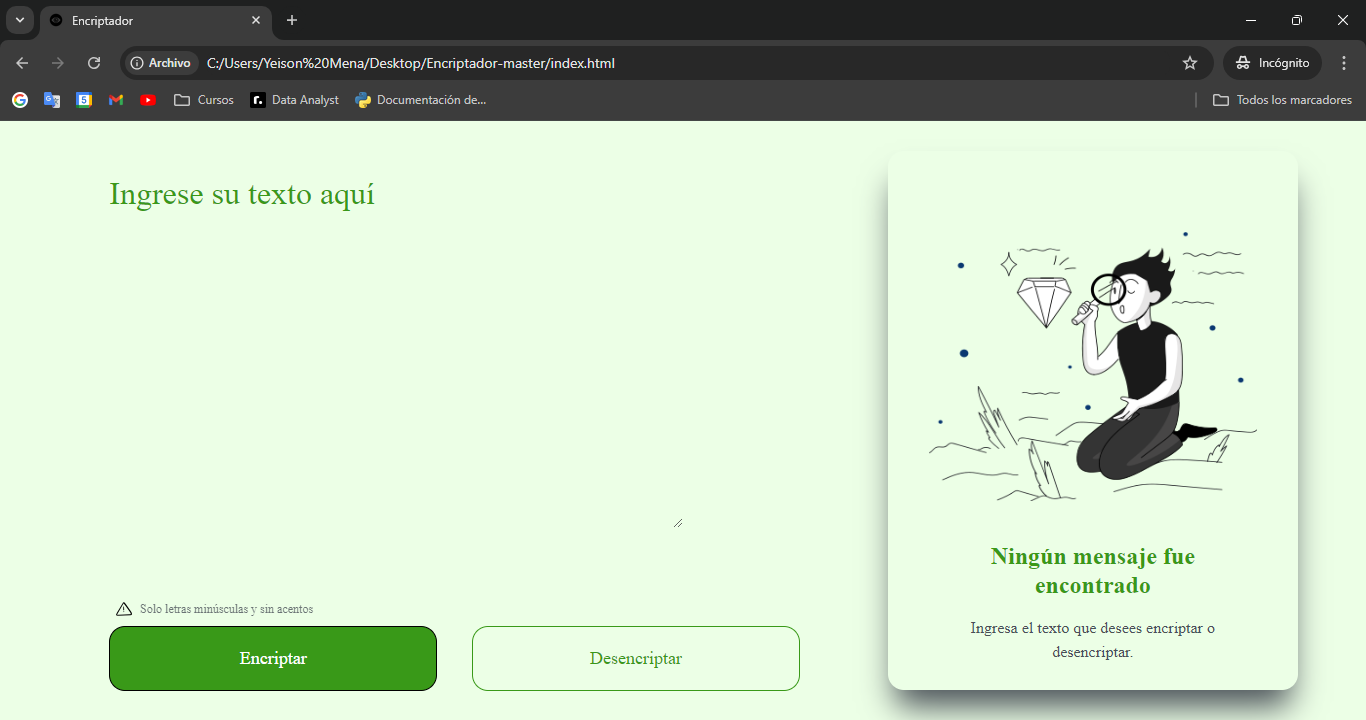 Encriptador
Archivo
C:/Users/Yeison%20Mena/Desktop/Encriptador-master/index.html
Incógnito
Cursos
Data Analyst
Documentación de...
Todos los marcadores
Ingrese su texto aquí
Solo letras minúsculas y sin acentos
Encriptar
Desencriptar
Ningún mensaje fue
encontrado
Ingresa el texto que desees encriptar o
desencriptar.